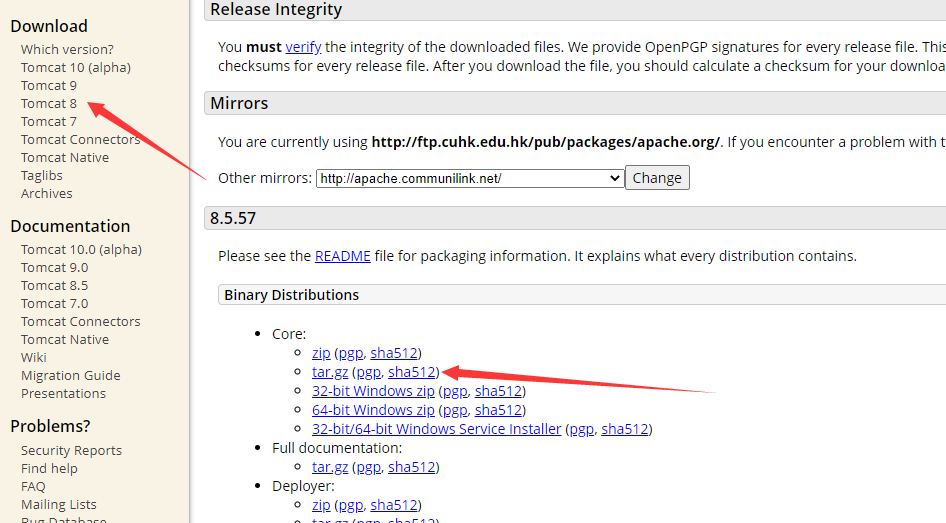 Download
Which version?
Tomcat 10 (alpha)
Tomcat 9
Tomcat 8
Tomcat 7
Tomcat Connectors
Tomcat Native
Taglibs
Archives
Documentation
Tomcat 10.0 (alpha)
Tomcat 9.0
Tomcat 8.5
Tomcat 7.0
Tomcat Connectors
Tomcat Native
Wiki
Migration Guide
Presentations
Problems?
Security Reports
Find help
FAQ
Mailing Lists
Bug Database
Release Integrity
You must verify the integrity of the downloaded files. We provide OpenPGP signatures for every release file. This
checksums for every release file. After you download the file, you should calculate a checksum for your downloa
Mirrors
You are currently using http://ftp.cuhk.edu.hk/pub/packages/apache.org/. If you encounter a problem with t
Other mirrors: http://apache.communilink.net/ Change
8.5.57
Please see the README file for packaging information. It explains what every distribution contains.
Binary Distributions
Core:
zip (pgp, sha512)
tar.gz (pgp, sha512)
32-bit Windows zip (pgp, sha512)
64-bit Windows zip (pgp, sha512)
32-bit/64-bit Windows Service Installer (pgp, sha512)
Full documentation:
tar.gz (pgp, sha512)
Deployer:
zip (pgp, sha512)
tar.gz (pgp, sha512)